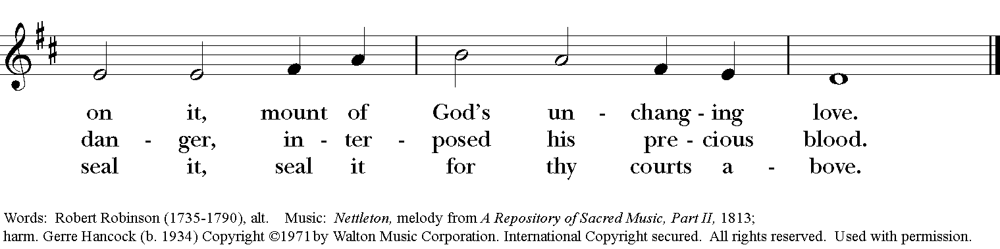 on it, mount of God's un - chang - ing love.
dan - ger, in - ter - posed his pre - cious blood.
seal it, seal it for thy courts a - bove.
Words: Robert Robinson (1735-1790), alt. Music: Nettleton, melody from A Repository of Sacred Music, Part II, 1813;
harm. Gerre Hancock (b. 1934) Copyright ©1971 by Walton Music Corporation. International Copyright secured. All rights reserved. Used with permission.